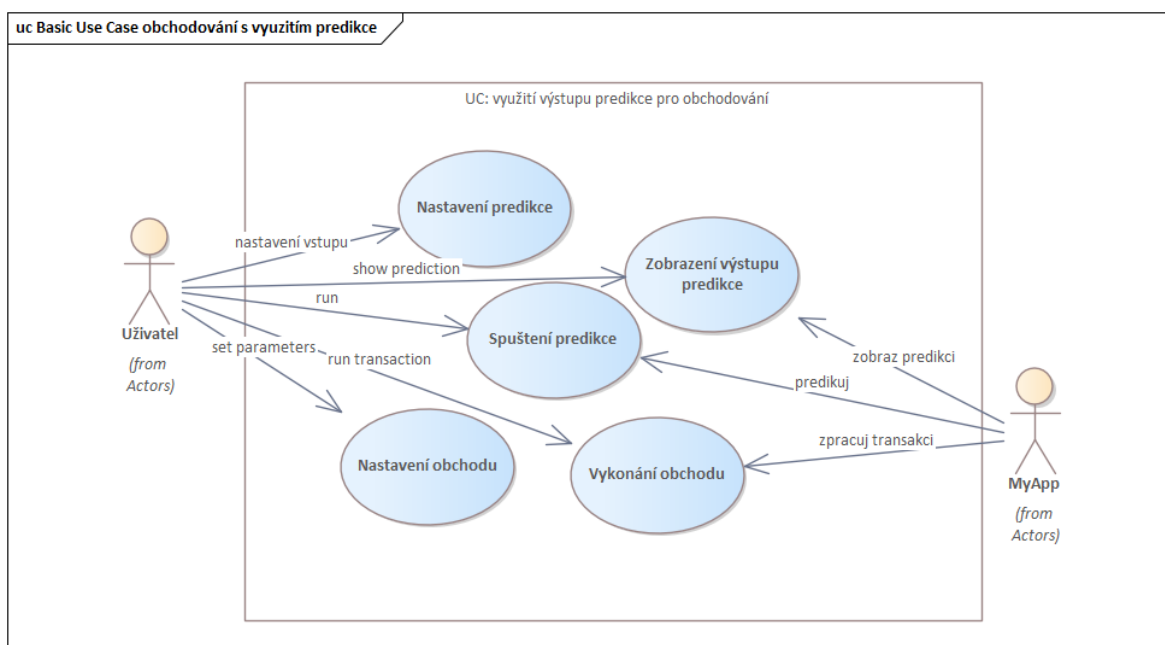 uc Basic Use Case obchodování s vyuzitím predikce
UC: využití výstupu predikce pro obchodování
Nastavení predikce
nastavení vstupu
show prediction
Zobrazení výstupu
predikce
run
Uživatel
(from
Actors)
Spuštení predikce
set parameters
run transaction
zobraz predikci
predikuj
zpracuj transakci
Nastavení obchodu
Vykonání obchodu
MyApp
(from
Actors)